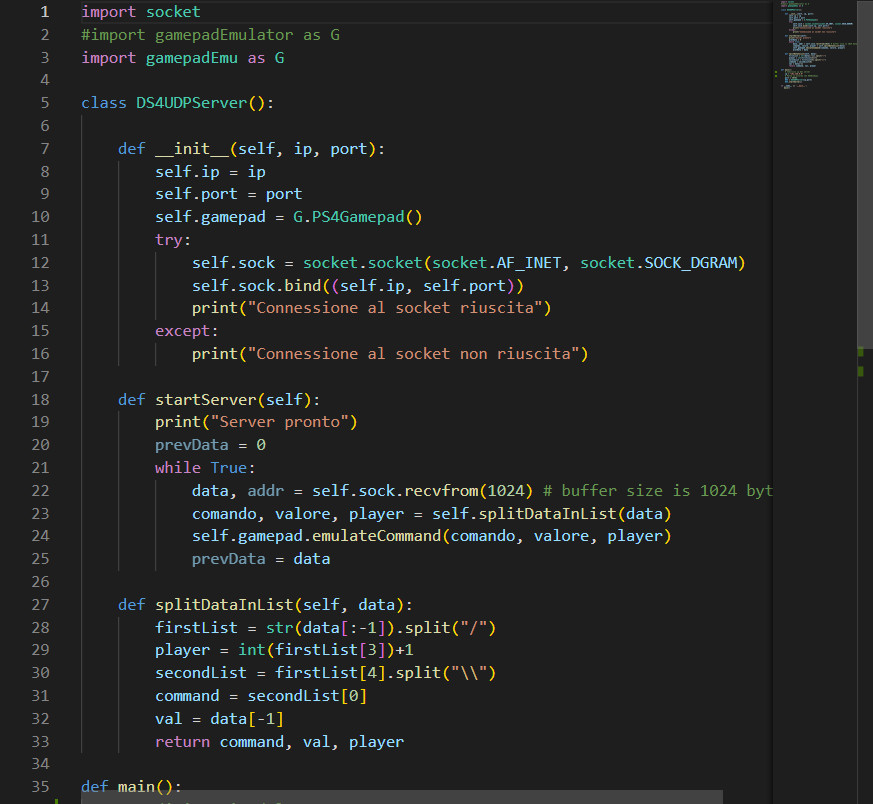 1 import socket
2 #import gamepadEmulator as G
3 import gamepadEmu as G
4
5 class DS4UDPServer():
6
7     def __init__(self, ip, port):
8         self.ip = ip
9         self.port = port
10         self.gamepad = G.PS4Gamepad()
11         try:
12             self.sock = socket.socket(socket.AF_INET, socket.SOCK_DGRAM)
13             self.sock.bind((self.ip, self.port))
14             print("Connessione al socket riuscita")
15         except:
16             print("Connessione al socket non riuscita")
17
18     def startServer(self):
19         print("Server pronto")
20         prevData = 0
21         while True:
22             data, addr = self.sock.recvfrom(1024) # buffer size is 1024 byt
23             comando, valore, player = self.splitDataInList(data)
24             self.gamepad.emulateCommand(comando, valore, player)
25             prevData = data
26
27     def splitDataInList(self, data):
28         firstList = str(data[:-1]).split("/")
29         player = int(firstList[3])+1
30         secondList = firstList[4].split("\\")
31         command = secondList[0]
32         val = data[-1]
33         return command, val, player
34
35 def main():